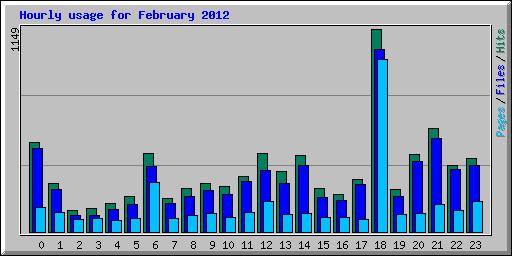 Hourly usage for February 2012
1149
Pages / Files / Hits
0 1 2 3 4 5 6 7 8 9 10 11 12 13 14 15 16 17 18 19 20 21 22 23